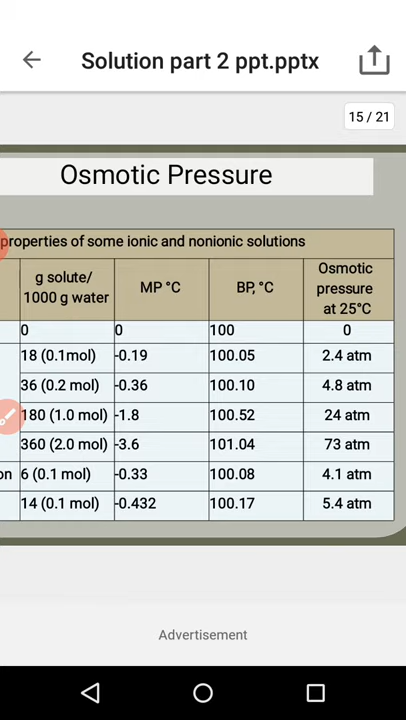 Solution part 2 ppt.pptx
15 / 21
Osmotic Pressure
properties of some ionic and nonionic solutions
g solute/
1000 g water
MP °C
BP, °C
Osmotic
pressure
at 25°C
0 0 100 0
18 (0.1mol) -0.19 100.05 2.4 atm
36 (0.2 mol) -0.36 100.10 4.8 atm
180 (1.0 mol) -1.8 100.52 24 atm
360 (2.0 mol) -3.6 101.04 73 atm
on 6 (0.1 mol) -0.33 100.08 4.1 atm
14 (0.1 mol) -0.432 100.17 5.4 atm
Advertisement